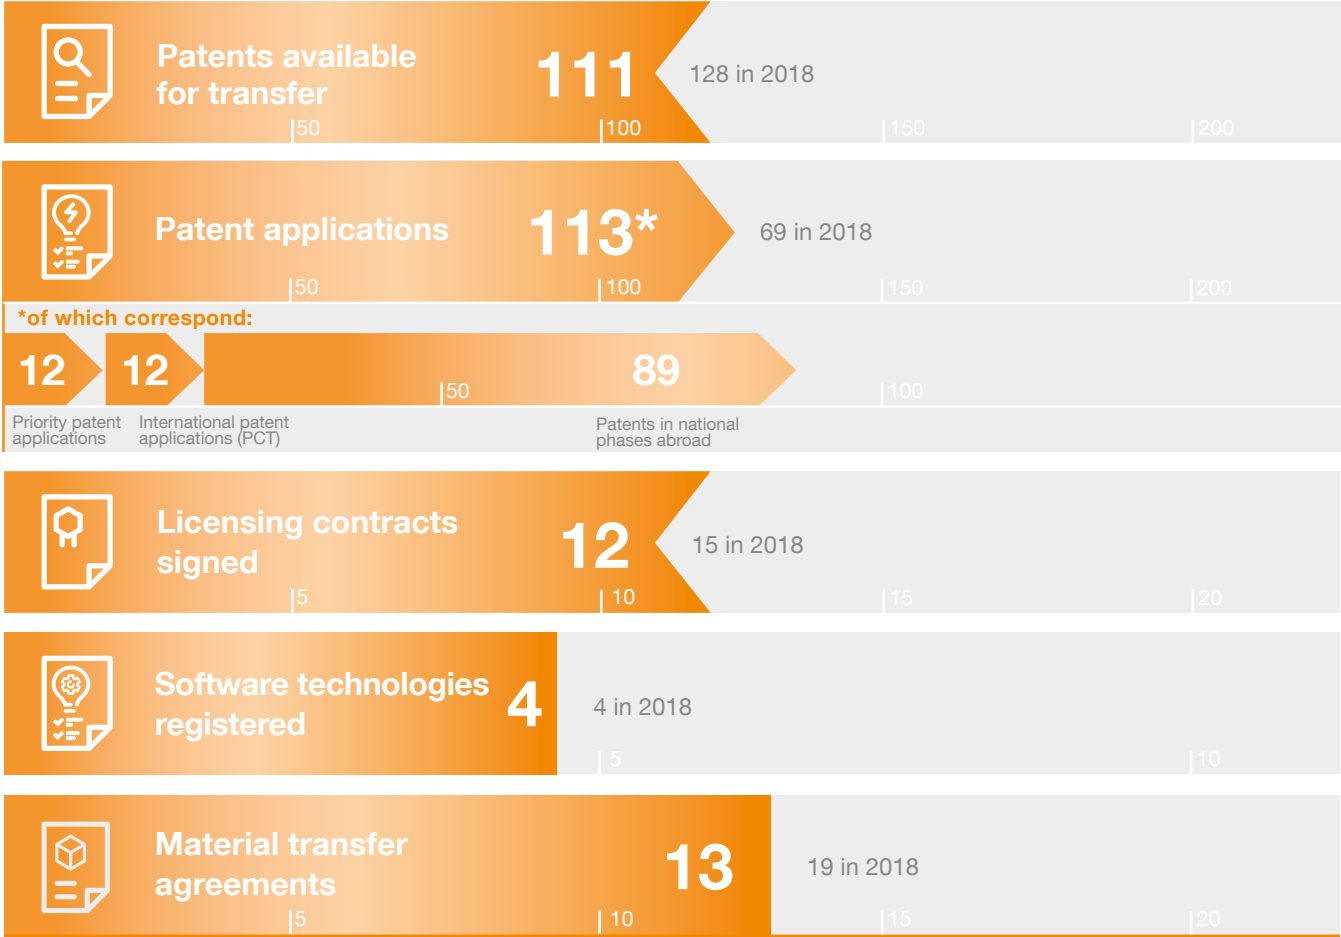 Patents available
for transfer
111
128 in 2018
50
100
150
200
Patent applications
113*
69 in 2018
50
100
150
200
*of which correspond:
12
12
89
50
100
Priority patent
applications
International patent
applications (PCT)
Patents in national
phases abroad
Licensing contracts
signed
12
15 in 2018
5
10
15
20
Software technologies
registered
4
4 in 2018
5
10
Material transfer
agreements
13
19 in 2018
5
10
15
20